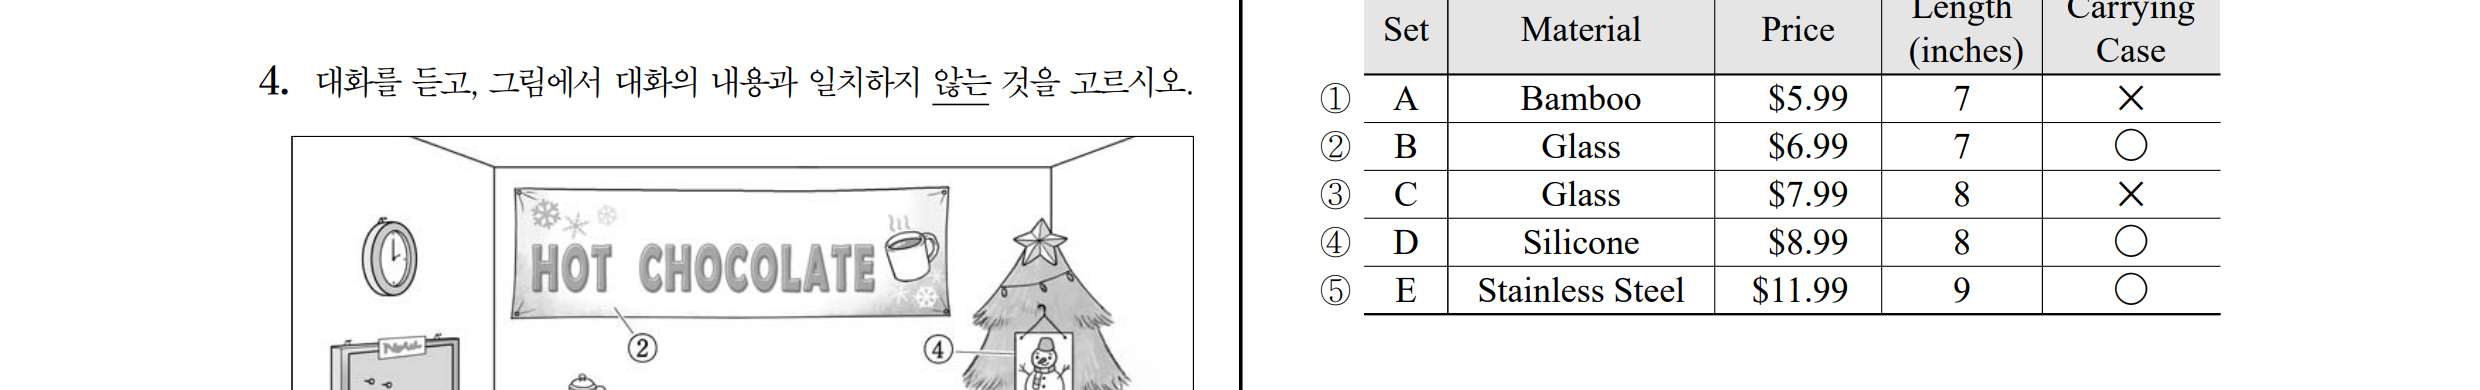 4. 대화를 듣고, 그림에서 대화의 내용과 일치하지 않는 것을 고르시오.
HOT CHOCOLATE
②
④
Notice
Set Material Price Length (inches) Carrying Case
① A Bamboo $5.99 7 ×
② B Glass $6.99 7 ○
③ C Glass $7.99 8 ×
④ D Silicone $8.99 8 ○
⑤ E Stainless Steel $11.99 9 ○